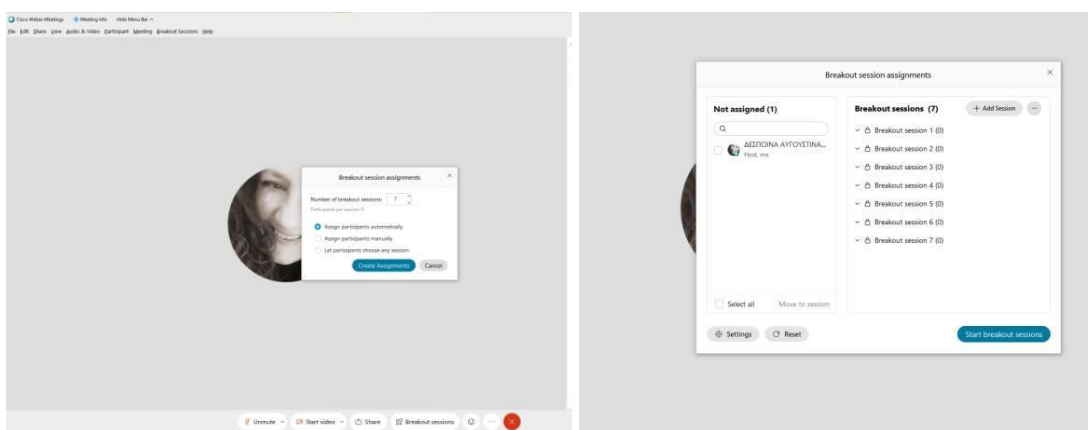 Cisco Webex Meetings Meeting Info Hide Menu Bar
File Edit Share View Audio & Video Participant Meeting Breakout Sessions Help
Breakout session assignments
Number of breakout sessions: 7
Participants per session: 0
Assign participants automatically
Assign participants manually
Let participants choose any session
Create Assignments Cancel
Unmute Start video Share Breakout sessions
Breakout session assignments
Not assigned (1)
ΔΕΣΠΟΙΝΑ ΑΥΓΟΥΣΤΙΝΑ...
Host, me
Select all Move to session
Breakout sessions (7) + Add Session
Breakout session 1 (0)
Breakout session 2 (0)
Breakout session 3 (0)
Breakout session 4 (0)
Breakout session 5 (0)
Breakout session 6 (0)
Breakout session 7 (0)
Settings Reset Start breakout sessions